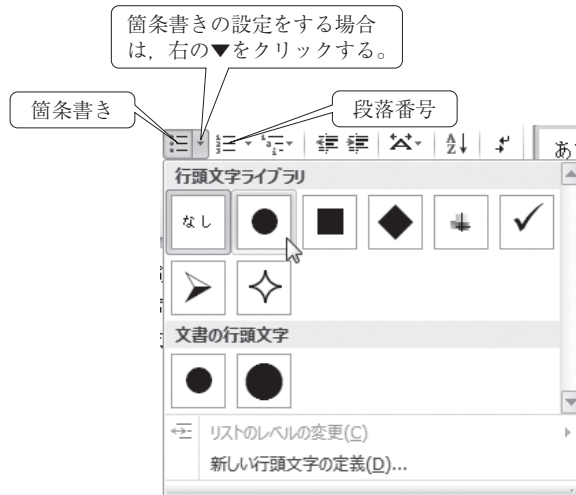 箇条書きの設定をする場合
は，右の▼をクリックする。
箇条書き
段落番号
あ
行頭文字ライブラリ
なし
文書の行頭文字
リストのレベルの変更(C)
新しい行頭文字の定義(D)...